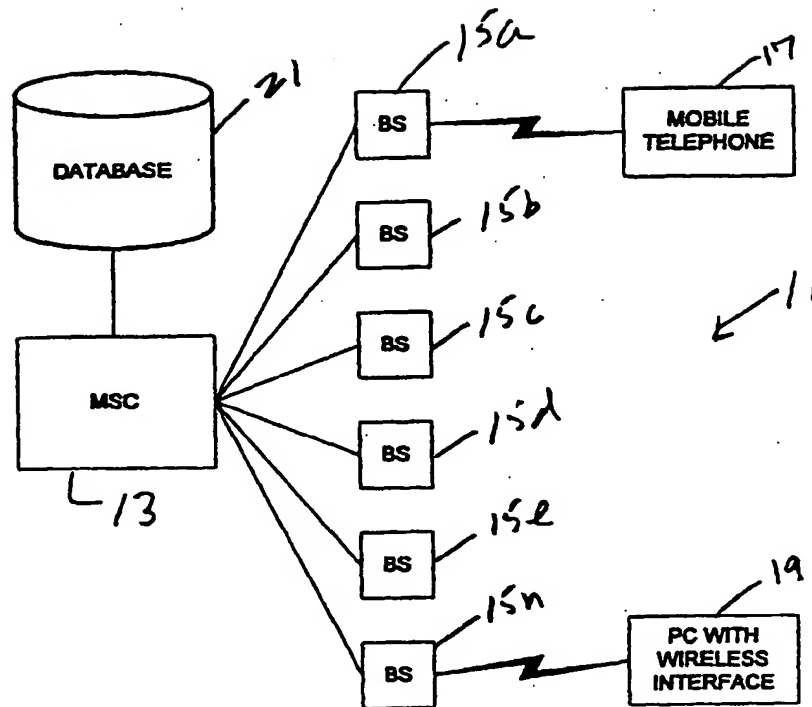 15a
17
21
BS
MOBILE
TELEPHONE
DATABASE
15b
BS
15c
BS
MSC
15d
BS
13
15e
BS
15n
19
BS
PC WITH
WIRELESS
INTERFACE